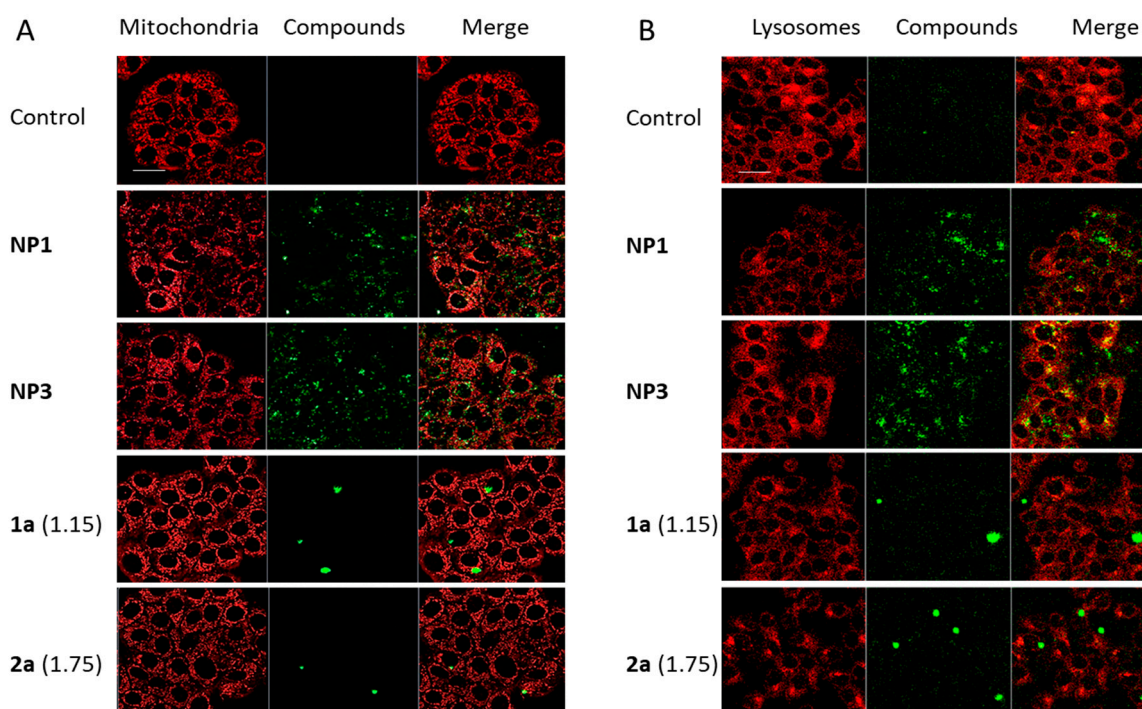 A Mitochondria Compounds Merge
Control
NP1
NP3
1a (1.15)
2a (1.75)
B Lysosomes Compounds Merge
Control
NP1
NP3
1a (1.15)
2a (1.75)